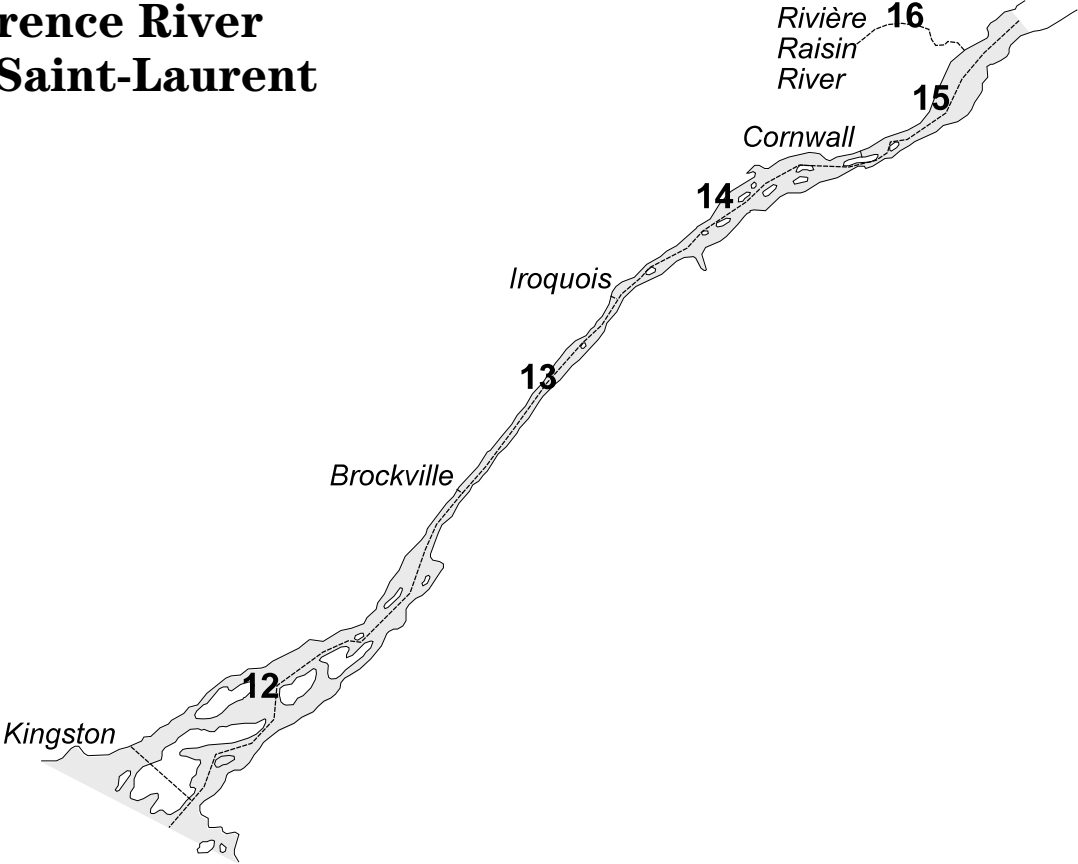 rence River
Saint-Laurent
Rivière
Raisin
River
16
15
Cornwall
14
Iroquois
13
Brockville
12
Kingston